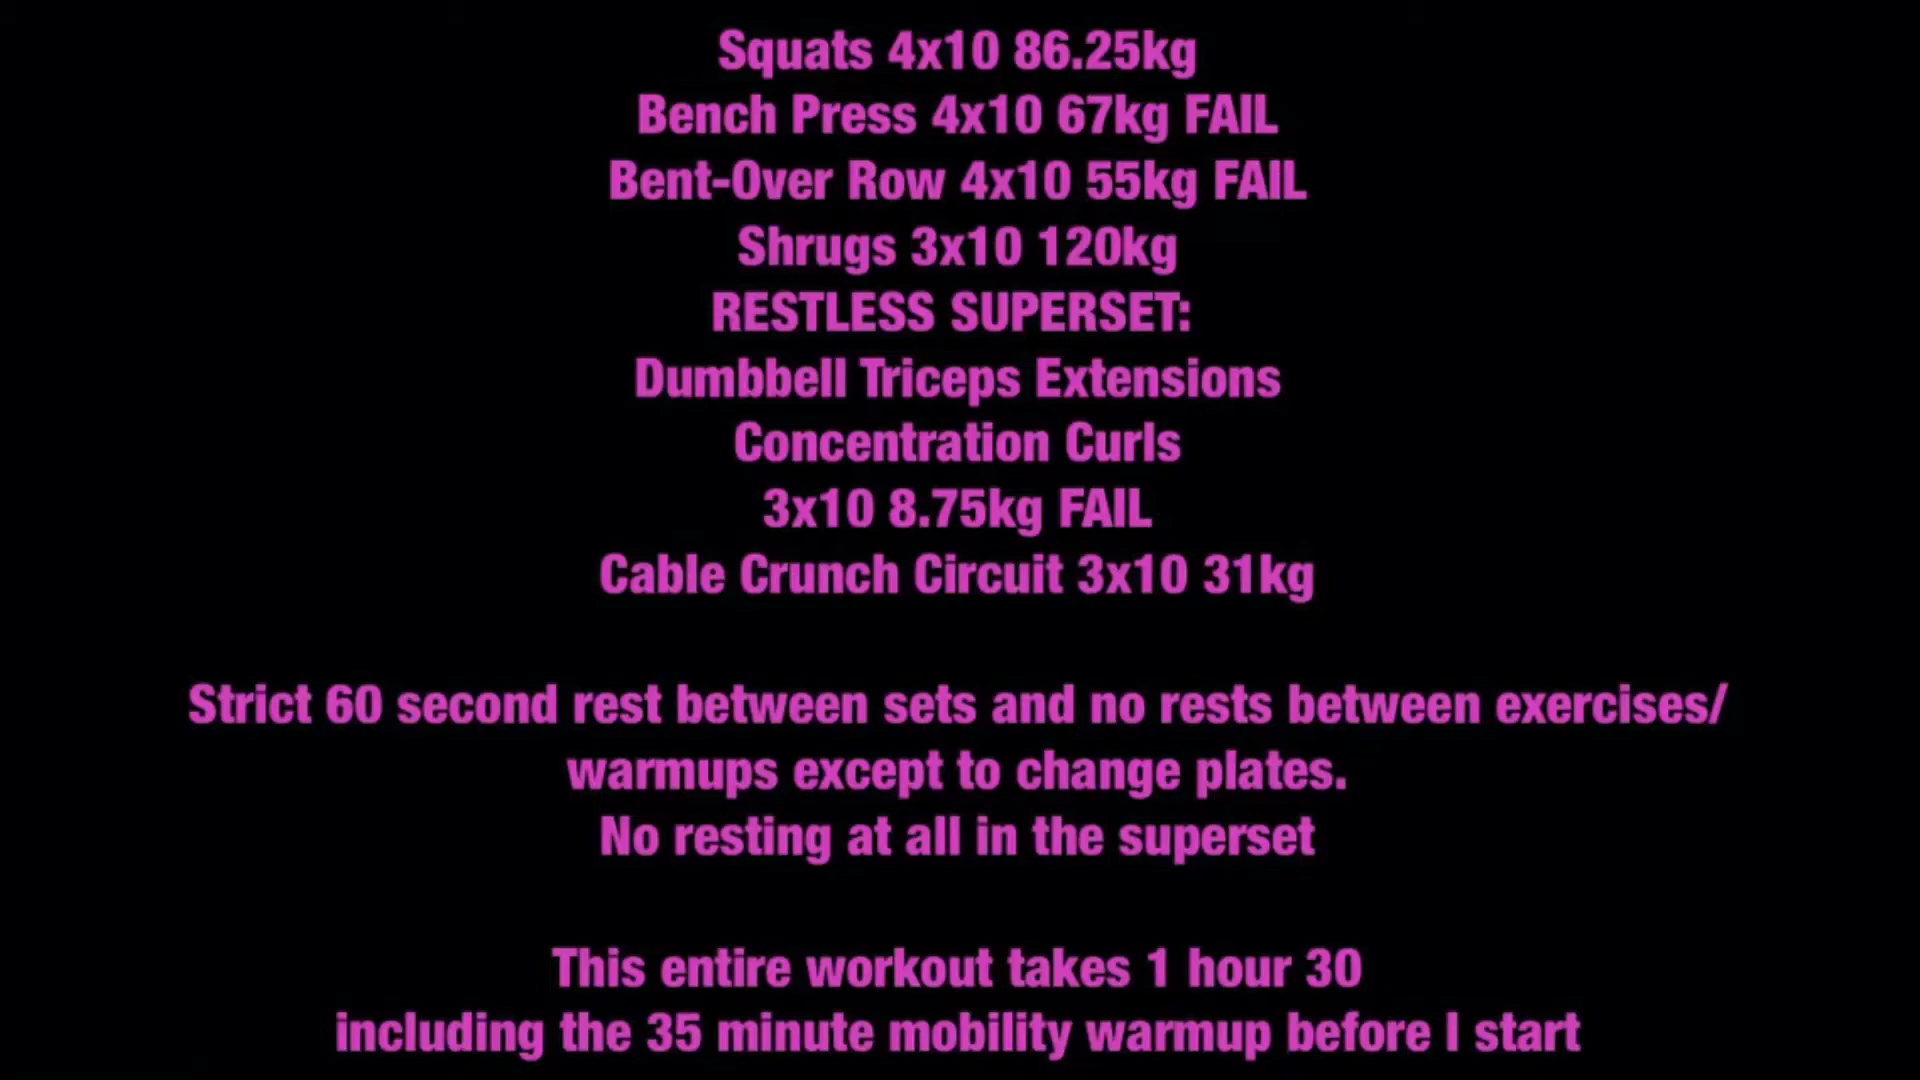 Squats 4x10 86.25kg
Bench Press 4x10 67kg FAIL
Bent-Over Row 4x10 55kg FAIL
Shrugs 3x10 120kg
RESTLESS SUPERSET:
Dumbbell Triceps Extensions
Concentration Curls
3x10 8.75kg FAIL
Cable Crunch Circuit 3x10 31kg
Strict 60 second rest between sets and no rests between exercises/
warmups except to change plates.
No resting at all in the superset
This entire workout takes 1 hour 30
including the 35 minute mobility warmup before I start